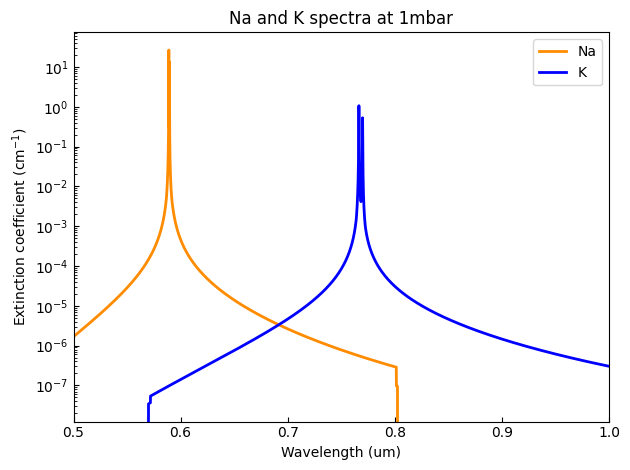 Na and K spectra at 1mbar
Na
K
Extinction coefficient (cm⁻¹)
10¹
10⁰
10⁻¹
10⁻²
10⁻³
10⁻⁴
10⁻⁵
10⁻⁶
10⁻⁷
0.5 0.6 0.7 0.8 0.9 1.0
Wavelength (um)